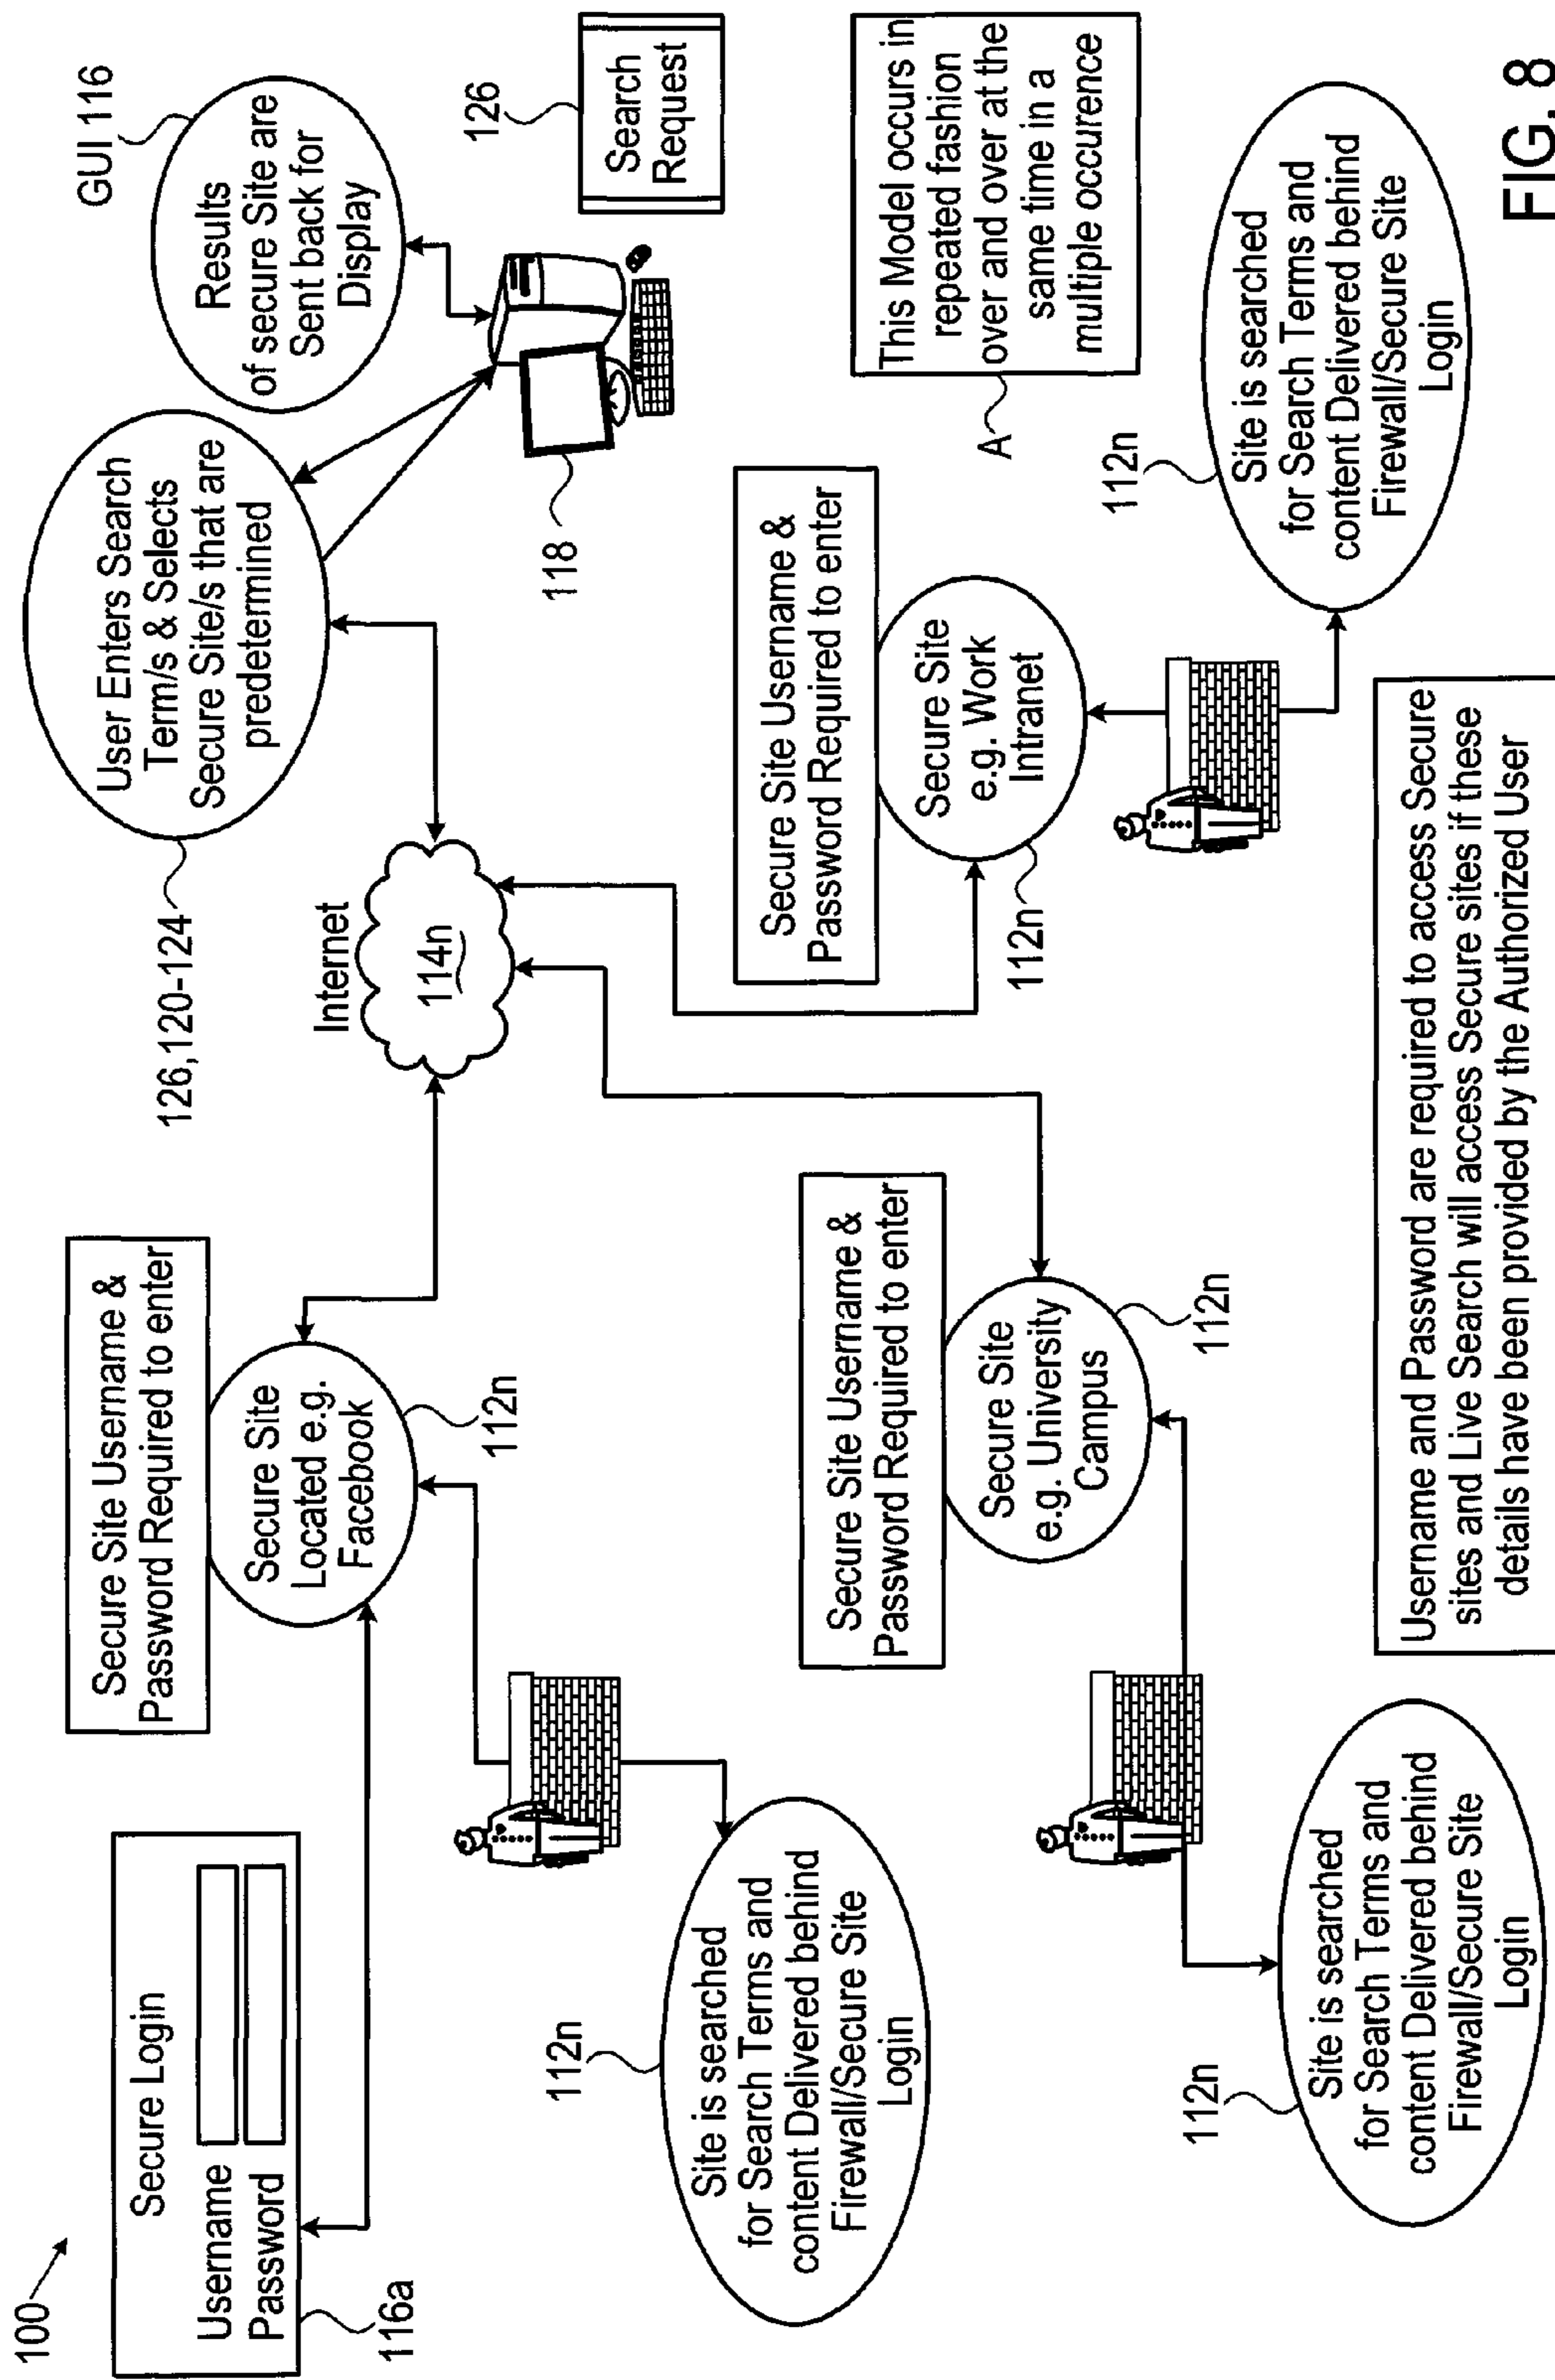 100
Secure Login
Username
Password
116a
Secure Site Username &
Password Required to enter
Secure Site
Located e.g.
Facebook
112n
Site is searched
for Search Terms and
content Delivered behind
Firewall/Secure Site
Login
112n
Internet
114n
User Enters Search
Term/s & Selects
Secure Site/s that are
predetermined
126,120-124
GUI 116
Results
of secure Site are
Sent back for
Display
118
126
Search
Request
Secure Site Username &
Password Required to enter
Secure Site
e.g. University
Campus
112n
Site is searched
for Search Terms and
content Delivered behind
Firewall/Secure Site
Login
112n
Secure Site Username &
Password Required to enter
Secure Site
e.g. Work
Intranet
112n
This Model occurs in
repeated fashion
over and over at the
same time in a
multiple occurence
A
Site is searched
for Search Terms and
content Delivered behind
Firewall/Secure Site
Login
112n
Username and Password are required to access Secure
sites and Live Search will access Secure sites if these
details have been provided by the Authorized User
FIG. 8